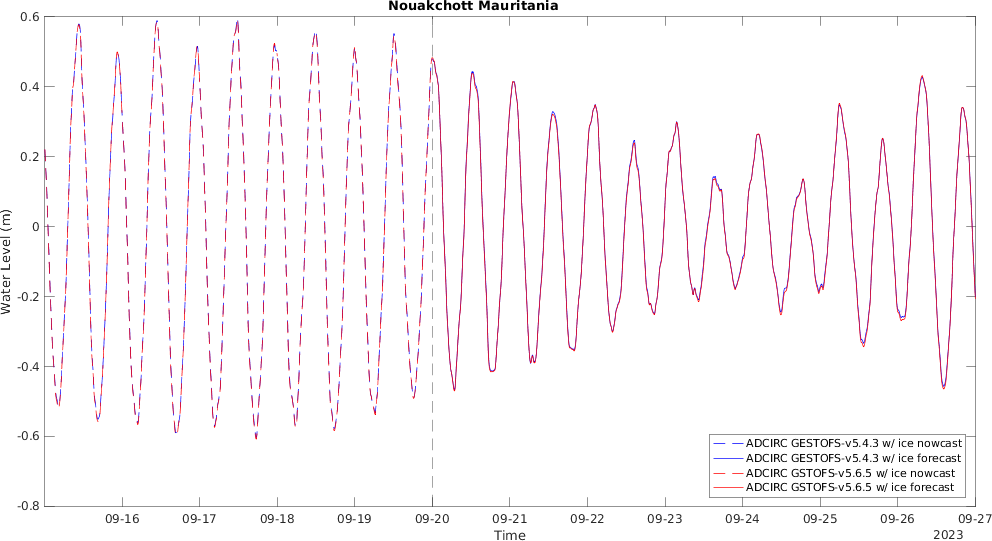 Nouakchott Mauritania
0.6
0.4
0.2
0
-0.2
-0.4
-0.6
-0.8
Water Level (m)
ADCIRC GESTOFS-v5.4.3 w/ ice nowcast
ADCIRC GESTOFS-v5.4.3 w/ ice forecast
ADCIRC GSTOFS-v5.6.5 w/ ice nowcast
ADCIRC GSTOFS-v5.6.5 w/ ice forecast
09-16 09-17 09-18 09-19 09-20 09-21 09-22 09-23 09-24 09-25 09-26 09-27
Time
2023